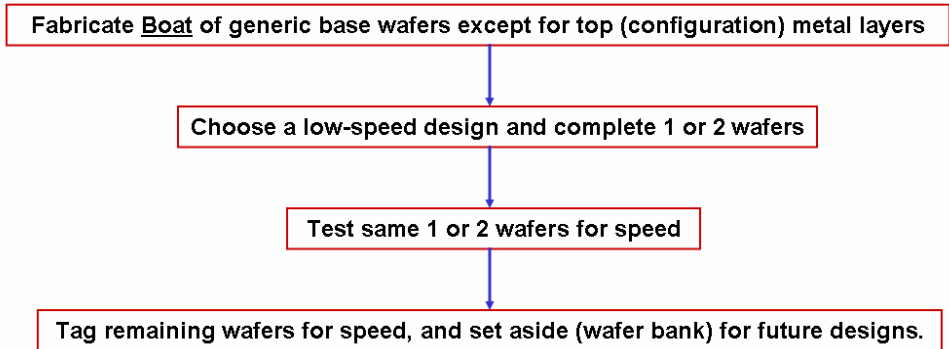 Fabricate Boat of generic base wafers except for top (configuration) metal layers
Choose a low-speed design and complete 1 or 2 wafers
Test same 1 or 2 wafers for speed
Tag remaining wafers for speed, and set aside (wafer bank) for future designs.